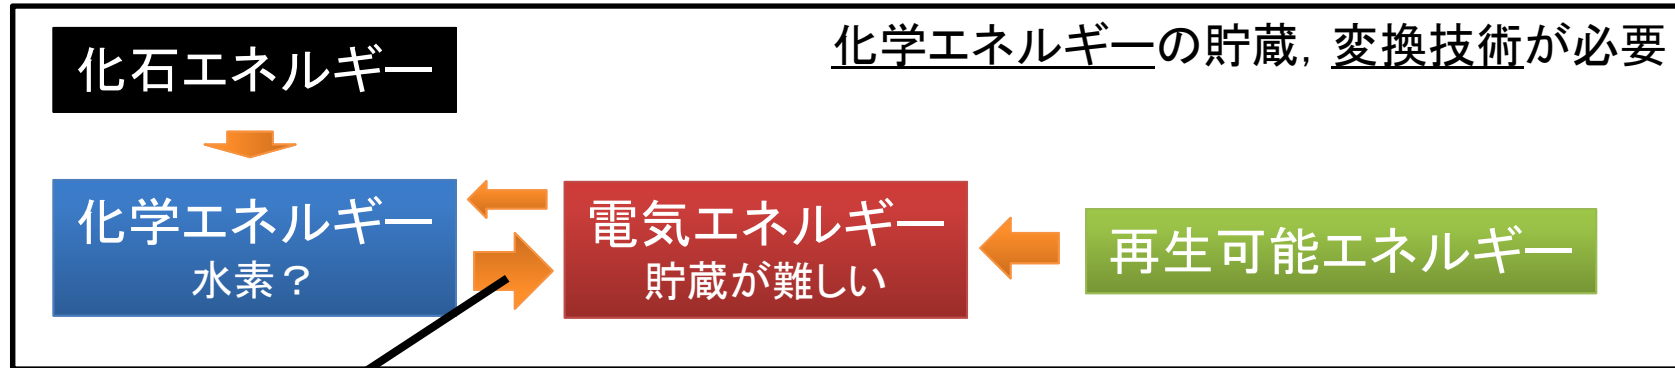 化学エネルギーの貯蔵, 変換技術が必要
化石エネルギー
化学エネルギー
水素？
電気エネルギー
貯蔵が難しい
再生可能エネルギー